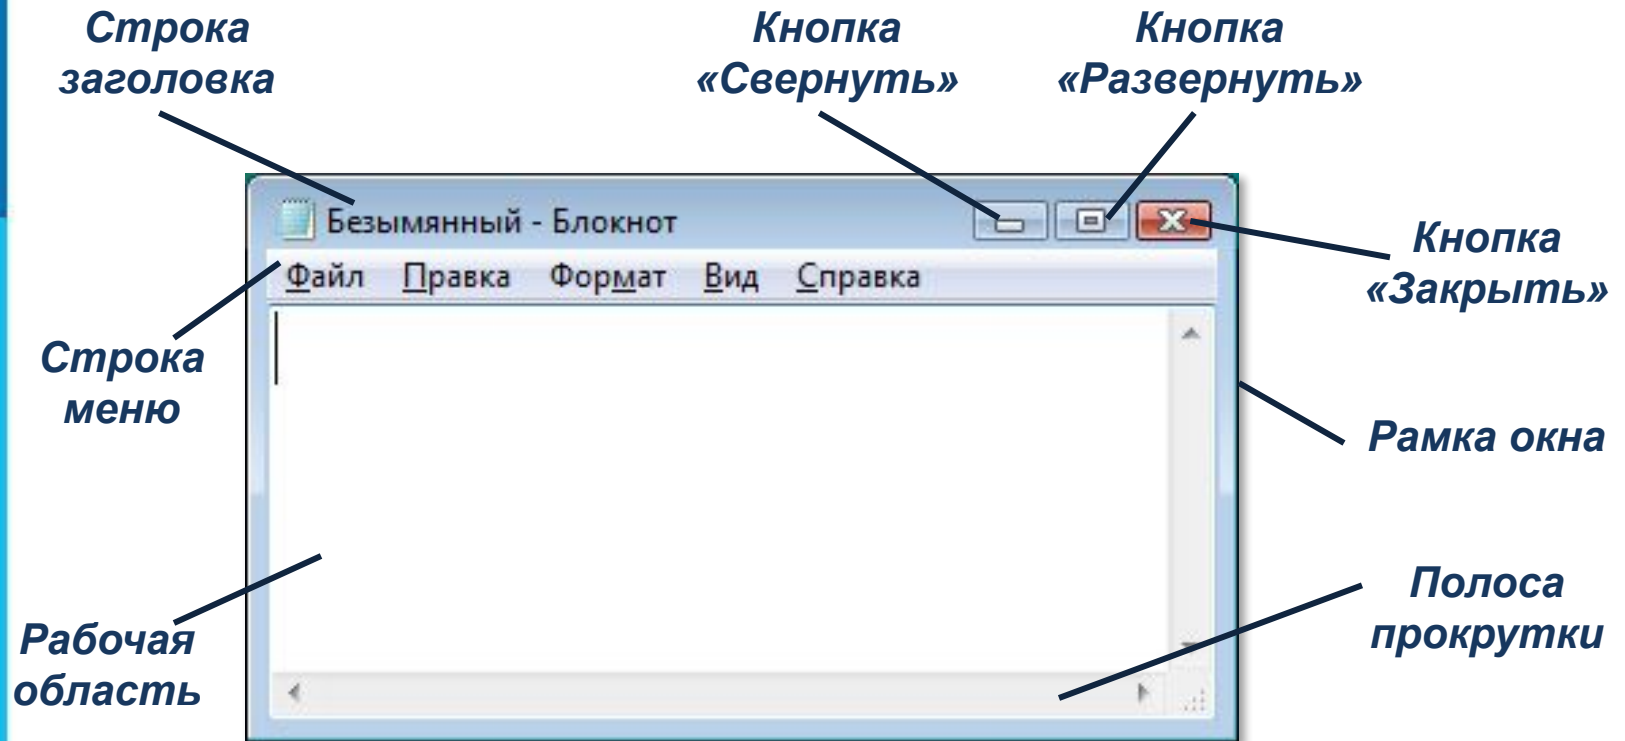 Строка
заголовка
Кнопка
«Свернуть»
Кнопка
«Развернуть»
Безымянный - Блокнот
Файл Правка Формат Вид Справка
Кнопка
«Закрыть»
Строка
меню
Рамка окна
Рабочая
область
Полоса
прокрутки